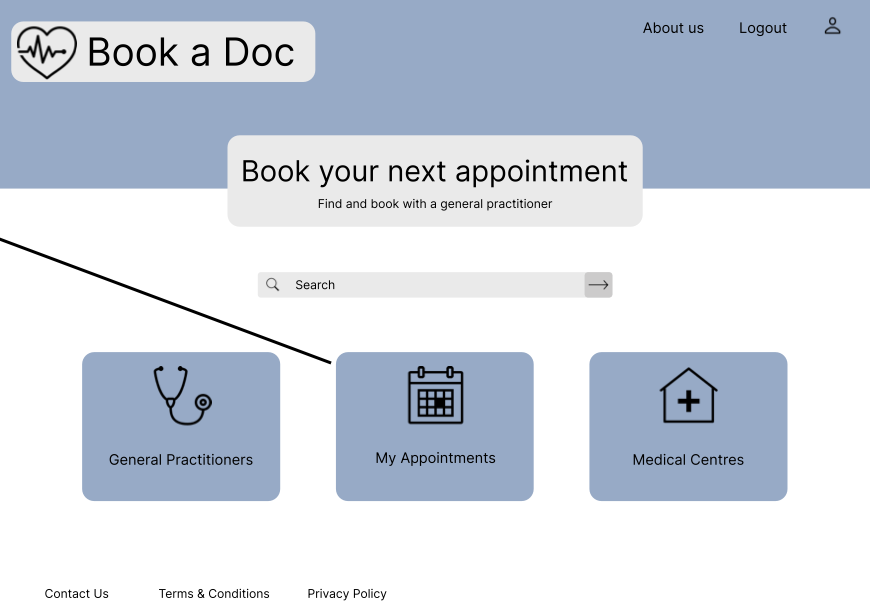 Book a Doc
About us
Logout
Book your next appointment
Find and book with a general practitioner
Search
General Practitioners
My Appointments
Medical Centres
Contact Us
Terms & Conditions
Privacy Policy